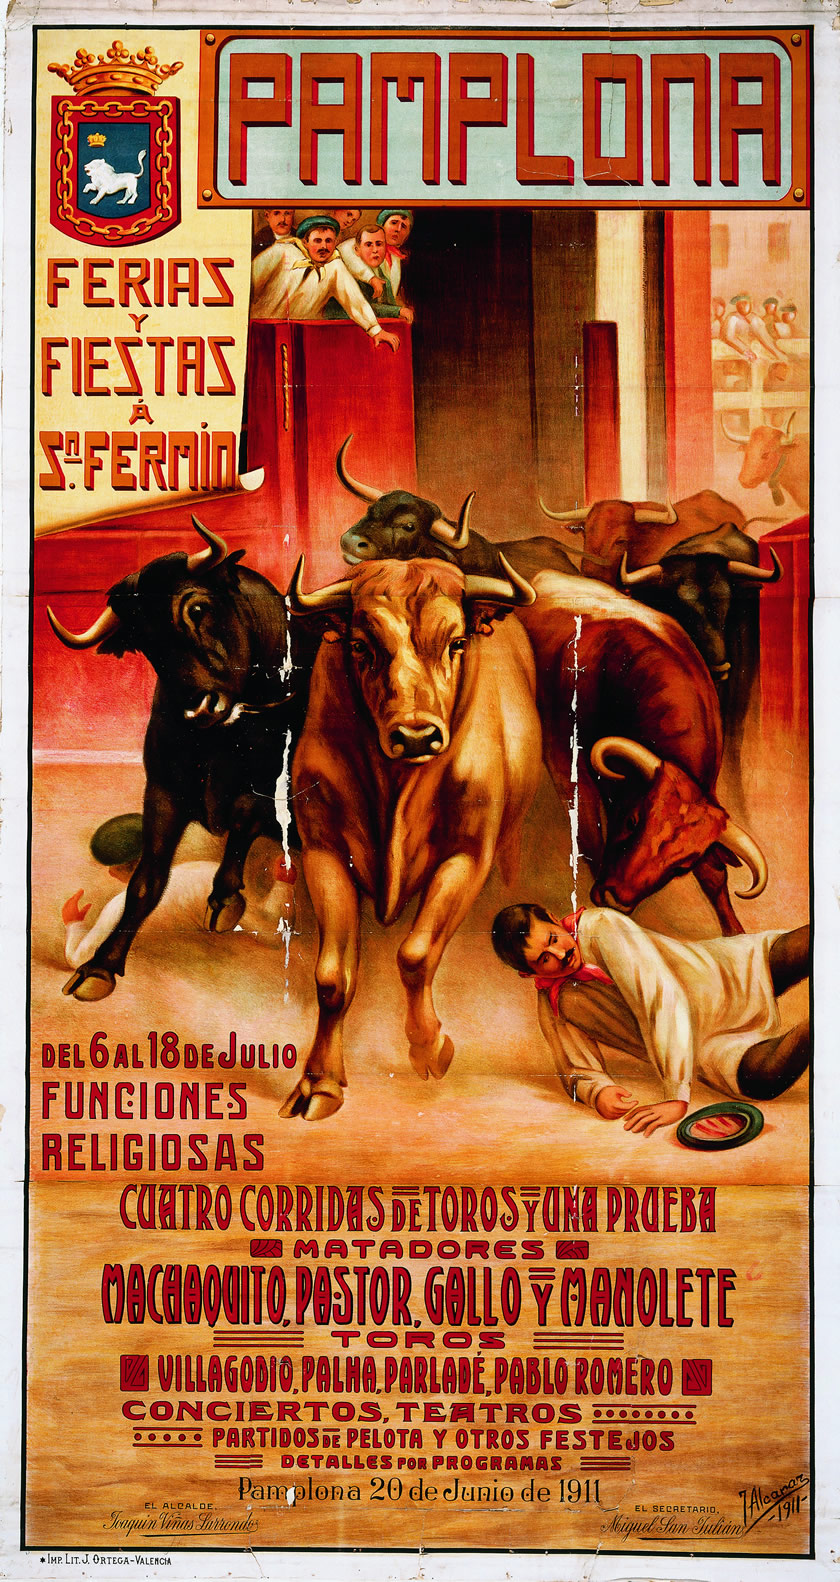 PAMPLONA
FERIAS
Y
FIESTAS
Á
Sn. FERMIN
DEL 6 AL 18 DE JULIO
FUNCIONES
RELIGIOSAS
CUATRO CORRIDAS DE TOROS Y UNA PRUEBA
MATADORES
MACHAQUITO, PASTOR, GALLO Y MANOLETE
TOROS
VILLAGODIO, PALHA, PARLADÉ, PABLO ROMERO
CONCIERTOS, TEATROS
PARTIDOS DE PELOTA Y OTROS FESTEJOS
DETALLES POR PROGRAMAS
Pamplona 20 de Junio de 1911
EL ALCALDE,
Joaquin Viñas Larrondo
EL SECRETARIO,
Miguel San Julián
J. Alcaraz
-1911-
* IMP. LIT. J. ORTEGA-VALENCIA